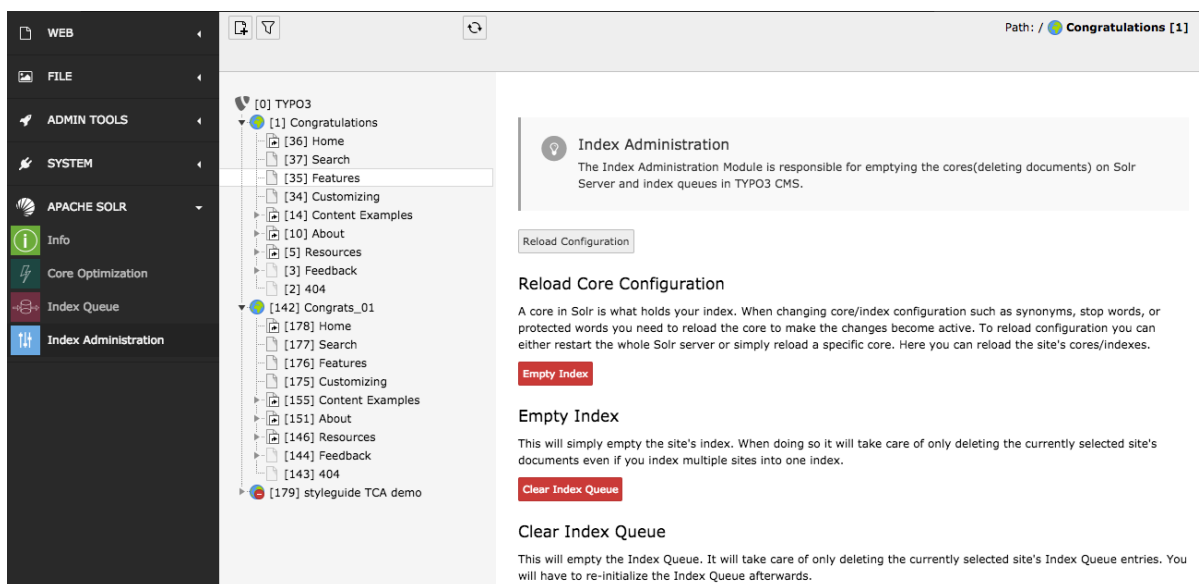 WEB
FILE
ADMIN TOOLS
SYSTEM
APACHE SOLR
Info
Core Optimization
Index Queue
Index Administration
[0] TYPO3
[1] Congratulations
[36] Home
[37] Search
[35] Features
[34] Customizing
[14] Content Examples
[10] About
[5] Resources
[3] Feedback
[2] 404
[142] Congrats_01
[178] Home
[177] Search
[176] Features
[175] Customizing
[155] Content Examples
[151] About
[146] Resources
[144] Feedback
[143] 404
[179] styleguide TCA demo
Path: / Congratulations [1]
Index Administration
The Index Administration Module is responsible for emptying the cores(deleting documents) on Solr
Server and index queues in TYPO3 CMS.
Reload Configuration
Reload Core Configuration
A core in Solr is what holds your index. When changing core/index configuration such as synonyms, stop words, or
protected words you need to reload the core to make the changes become active. To reload configuration you can
either restart the whole Solr server or simply reload a specific core. Here you can reload the site's cores/indexes.
Empty Index
Empty Index
This will simply empty the site's index. When doing so it will take care of only deleting the currently selected site's
documents even if you index multiple sites into one index.
Clear Index Queue
Clear Index Queue
This will empty the Index Queue. It will take care of only deleting the currently selected site's Index Queue entries. You
will have to re-initialize the Index Queue afterwards.